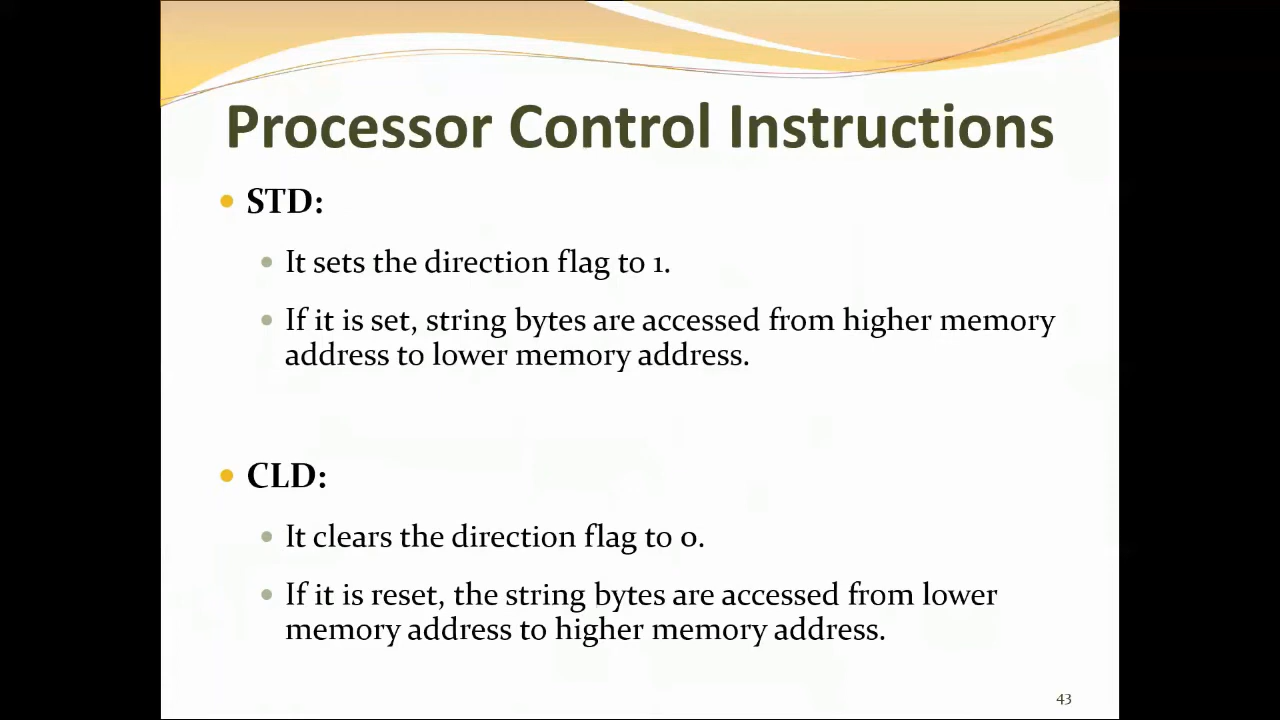 Processor Control Instructions
• STD:
• It sets the direction flag to 1.
• If it is set, string bytes are accessed from higher memory
address to lower memory address.
• CLD:
• It clears the direction flag to 0.
• If it is reset, the string bytes are accessed from lower
memory address to higher memory address.
43